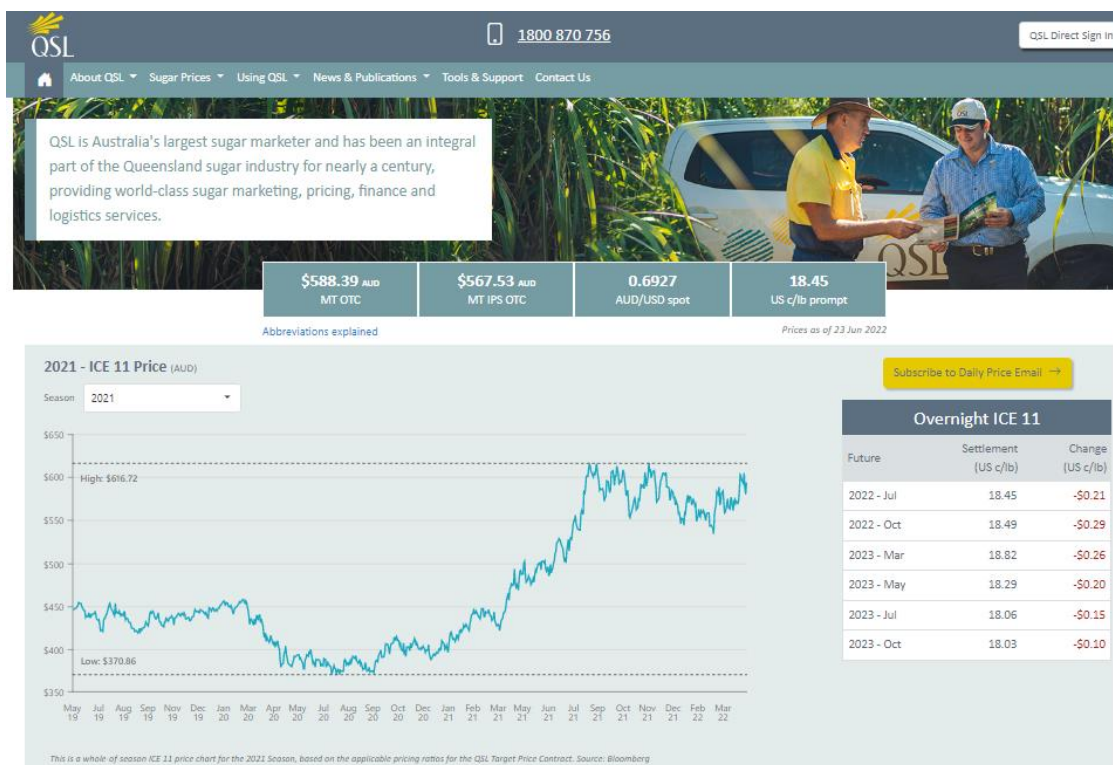 QSL
1800 870 756
QSL Direct Sign In
About QSL Sugar Prices Using QSL News & Publications Tools & Support Contact Us
QSL is Australia's largest sugar marketer and has been an integral
part of the Queensland sugar industry for nearly a century,
providing world-class sugar marketing, pricing, finance and
logistics services.
QSL
QSL
$588.39 AUD
MT OTC
$567.53 AUD
MT IPS OTC
0.6927
AUD/USD spot
18.45
US c/lb prompt
Abbreviations explained
Prices as of 23 Jun 2022
2021 - ICE 11 Price (AUD)
Season 2021
$650
$600
$550
$500
$450
$400
$350
High: $616.72
Low: $370.86
May Jul Aug Sep Nov Dec Jan Mar Apr May Jul Aug Sep Oct Dec Jan Feb Mar May Jun Jul Sep Oct Nov Dec Feb Mar
19 19 19 19 19 19 20 20 20 20 20 20 20 20 20 21 21 21 21 21 21 21 21 21 21 22 22
This is a whole-of-season ICE 11 price chart for the 2021 Season, based on the applicable pricing ratios for the QSL Target Price Contract. Source: Bloomberg
Subscribe to Daily Price Email →
Overnight ICE 11
Future Settlement (US c/lb) Change (US c/lb)
2022 - Jul 18.45 -$0.21
2022 - Oct 18.49 -$0.29
2023 - Mar 18.82 -$0.26
2023 - May 18.29 -$0.20
2023 - Jul 18.06 -$0.15
2023 - Oct 18.03 -$0.10